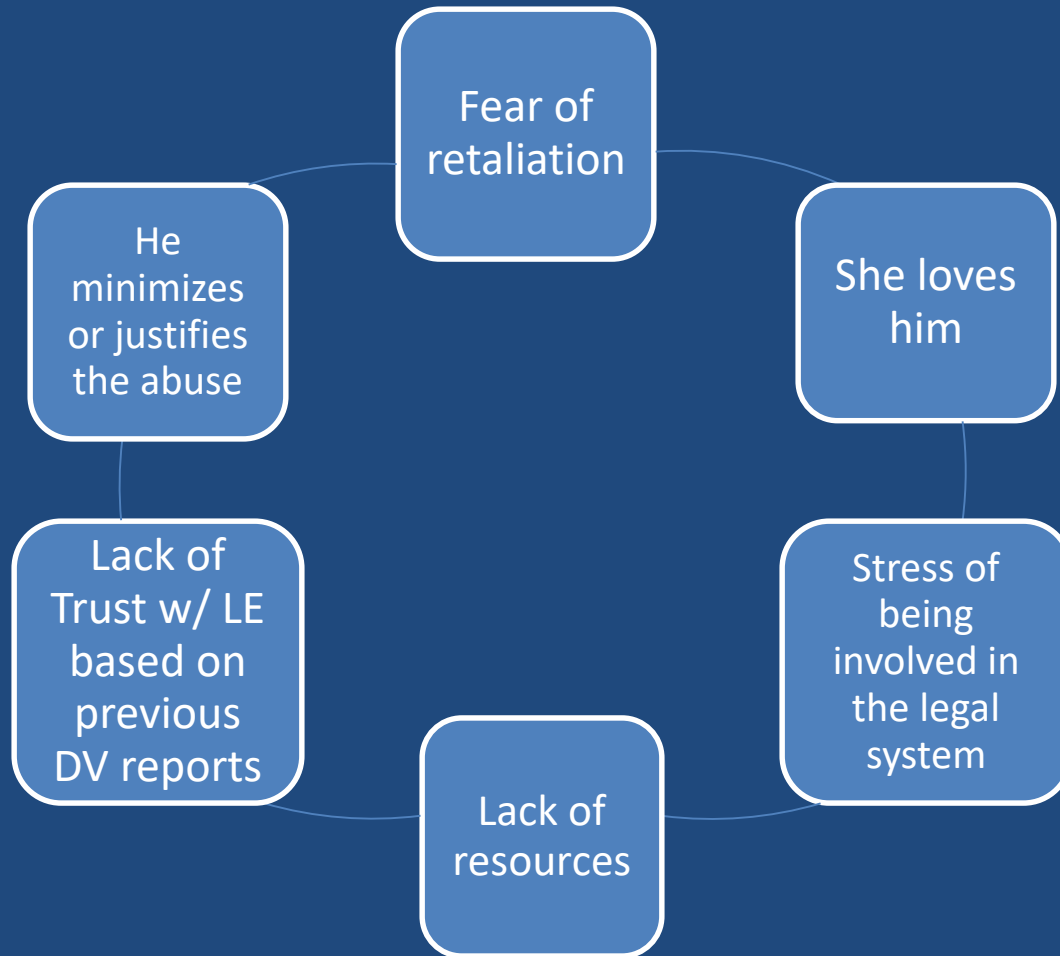 Fear of
retaliation
She loves
him
Stress of
being
involved in
the legal
system
Lack of
resources
Lack of
Trust w/ LE
based on
previous
DV reports
He
minimizes
or justifies
the abuse